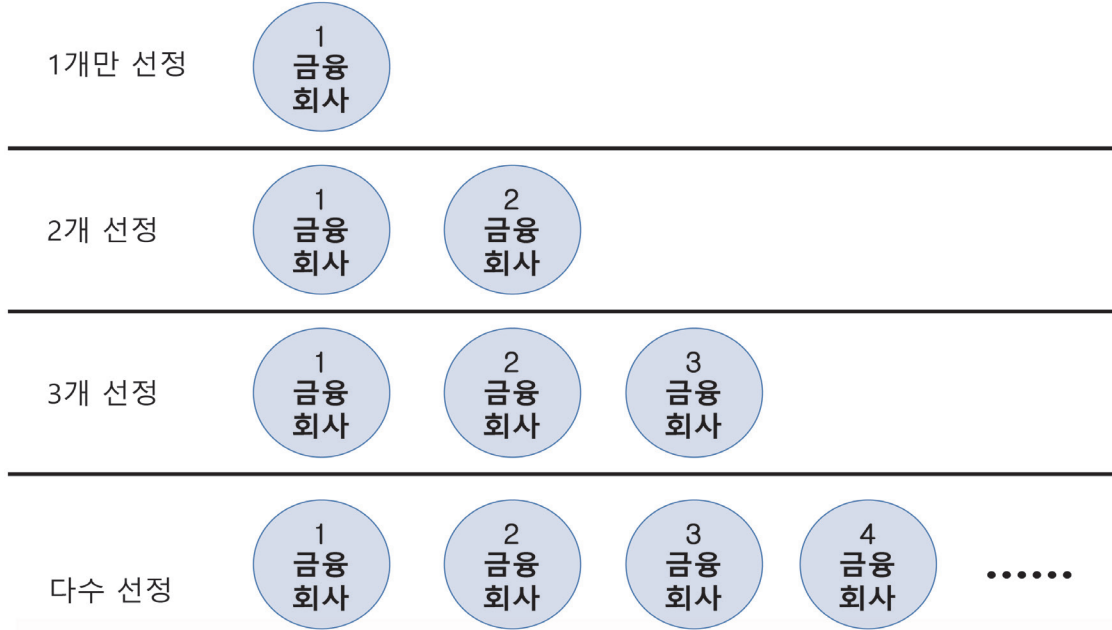 1개만 선정
1
금융
회사
2개 선정
1
금융
회사
2
금융
회사
3개 선정
1
금융
회사
2
금융
회사
3
금융
회사
다수 선정
1
금융
회사
2
금융
회사
3
금융
회사
4
금융
회사
······